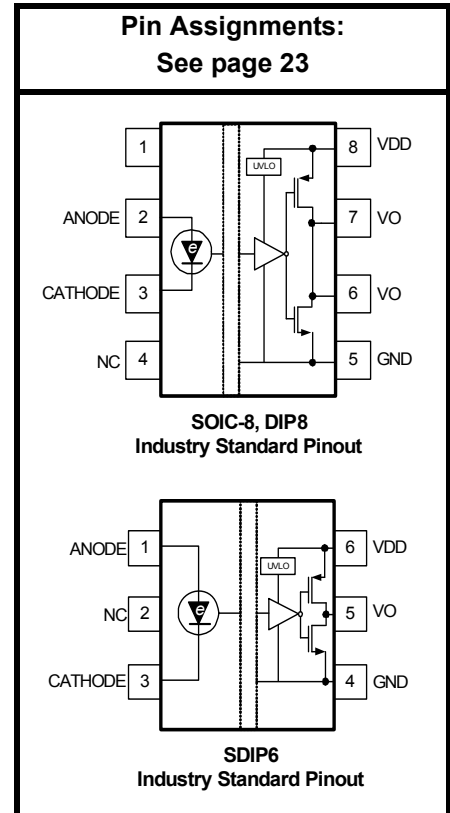 Pin Assignments:
See page 23
1
8 VDD
UVLO
ANODE 2
e
7 VO
CATHODE 3
6 VO
NC 4
5 GND
SOIC-8, DIP8
Industry Standard Pinout
ANODE 1
6 VDD
UVLO
NC 2
e
5 VO
CATHODE 3
4 GND
SDIP6
Industry Standard Pinout